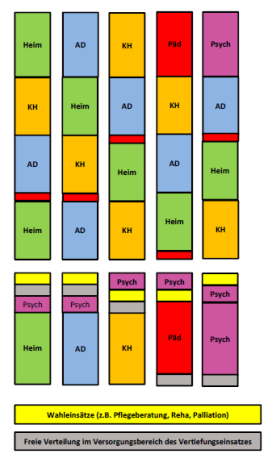 Heim AD KH Päd Psych
KH Heim AD KH AD
AD KH Heim AD Heim
Heim AD KH Heim KH
Psych Psych
Psych Psych Psych
Heim AD KH Päd Psych
Wahleinsätze (z.B. Pflegeberatung, Reha, Palliation)
Freie Verteilung im Versorgungsbereich des Vertiefungseinsatzes